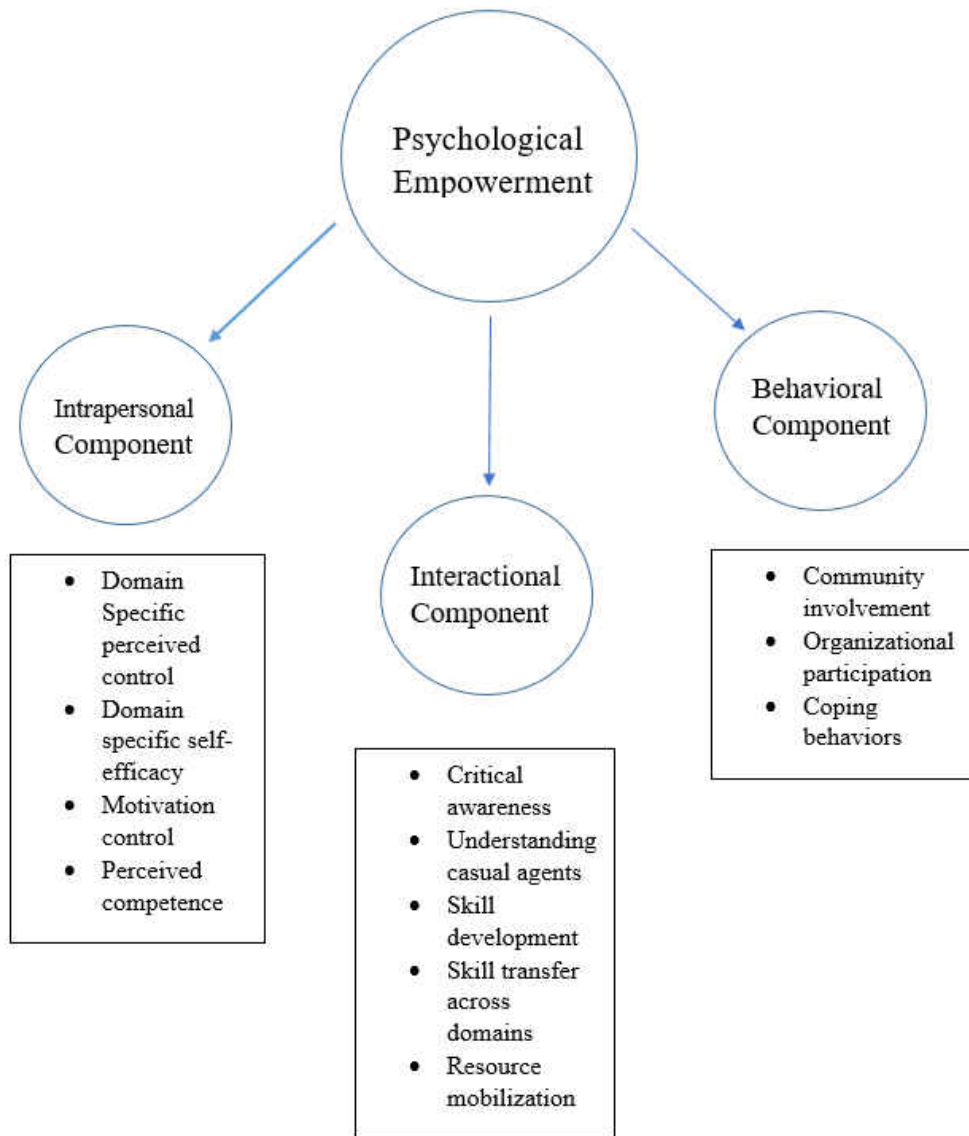 Psychological
Empowerment
Intrapersonal
Component
• Domain
Specific
perceived
control
• Domain
specific self-
efficacy
• Motivation
control
• Perceived
competence
Interactional
Component
• Critical
awareness
• Understanding
casual agents
• Skill
development
• Skill transfer
across
domains
• Resource
mobilization
Behavioral
Component
• Community
involvement
• Organizational
participation
• Coping
behaviors